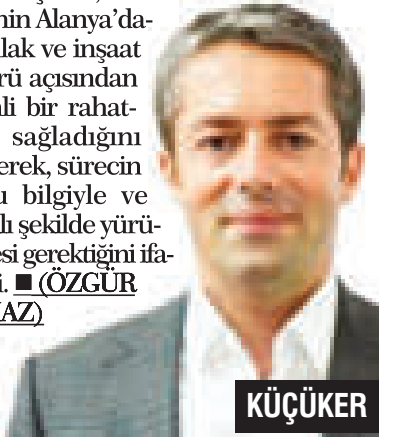 nin Alanya’da-
lak ve inşaat
rü açısından
li bir rahat-
sağladığını
erek, sürecin
u bilgiyle ve
lı şekilde yürü-
esi gerektiğini ifa-
i. ■ (ÖZGÜR
AZ)
KÜÇÜKER